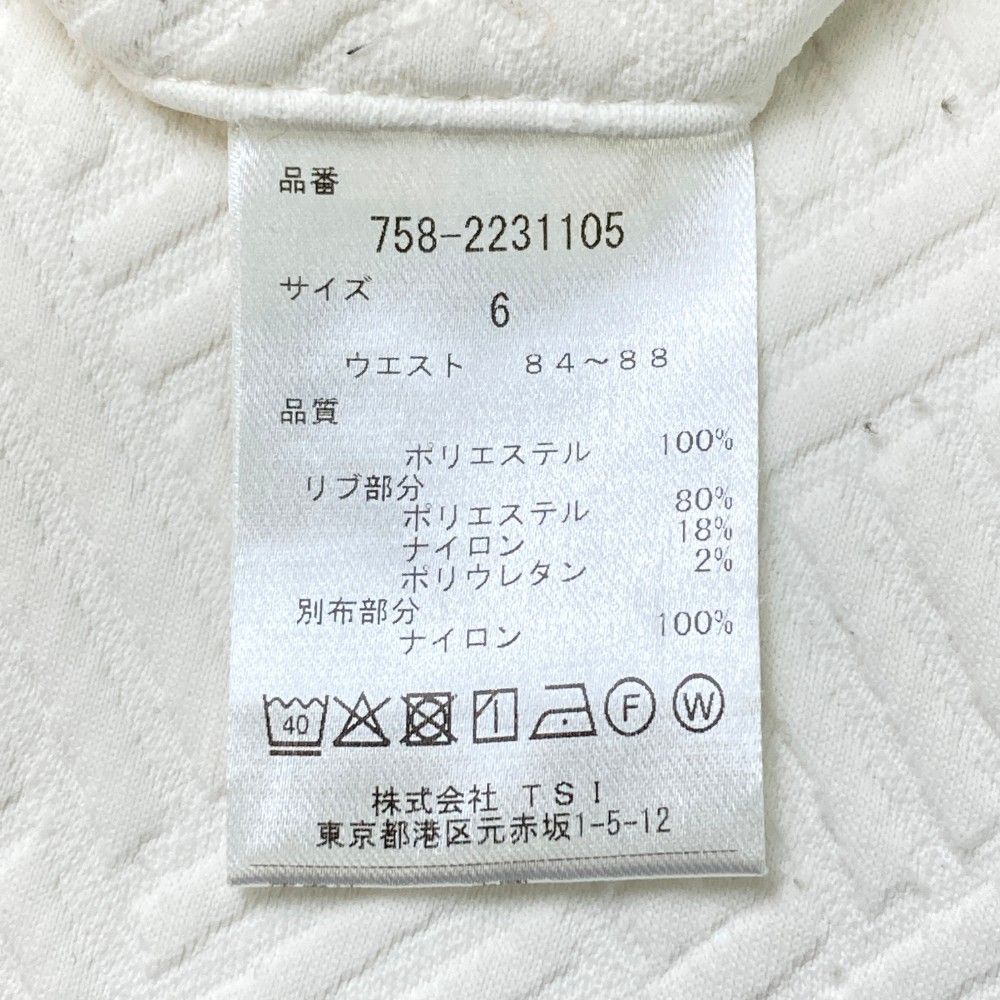 品番
758-2231105
サイズ
6
ウエスト 84～88
品質
ポリエステル 100%
リブ部分
ポリエステル 80%
ナイロン 18%
ポリウレタン 2%
別布部分
ナイロン 100%
40 F W
株式会社 TSI
東京都港区元赤坂1-5-12